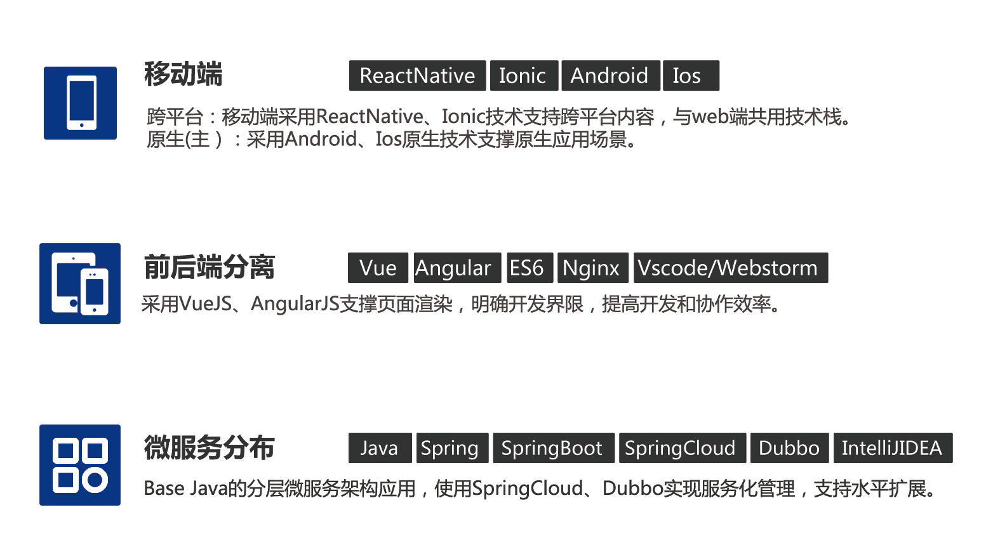 移动端 ReactNative Ionic Android Ios
跨平台：移动端采用ReactNative、Ionic技术支持跨平台内容，与web端共用技术栈。
原生(主）：采用Android、Ios原生技术支撑原生应用场景。
前后端分离 Vue Angular ES6 Nginx Vscode/Webstorm
采用VueJS、AngularJS支撑页面渲染，明确开发界限，提高开发和协作效率。
微服务分布 Java Spring SpringBoot SpringCloud Dubbo IntelliJIDEA
Base Java的分层微服务架构应用，使用SpringCloud、Dubbo实现服务化管理，支持水平扩展。